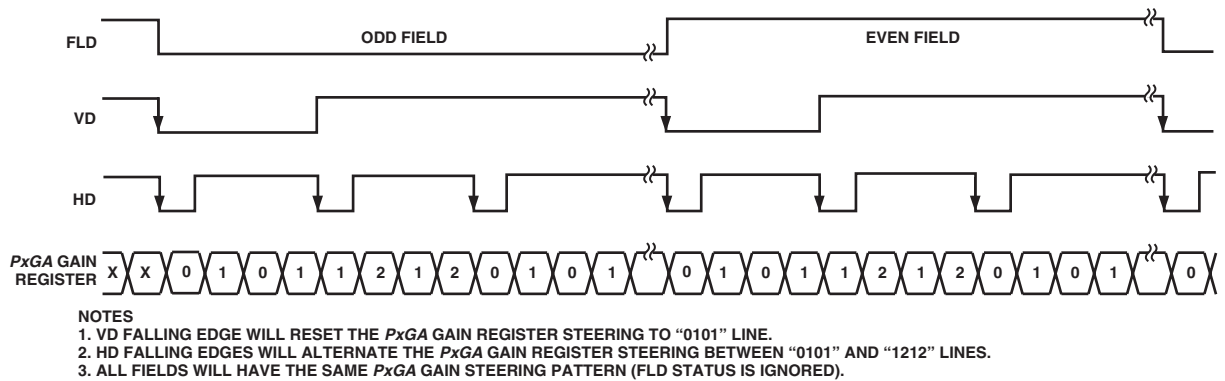 FLD
ODD FIELD
EVEN FIELD
VD
HD
PxGA GAIN
REGISTER
X X 0 1 0 1 1 2 1 2 0 1 0 1 0 1 0 1 1 2 1 2 0 1 0 1 0
NOTES
1. VD FALLING EDGE WILL RESET THE PxGA GAIN REGISTER STEERING TO “0101” LINE.
2. HD FALLING EDGES WILL ALTERNATE THE PxGA GAIN REGISTER STEERING BETWEEN “0101” AND “1212” LINES.
3. ALL FIELDS WILL HAVE THE SAME PxGA GAIN STEERING PATTERN (FLD STATUS IS IGNORED).